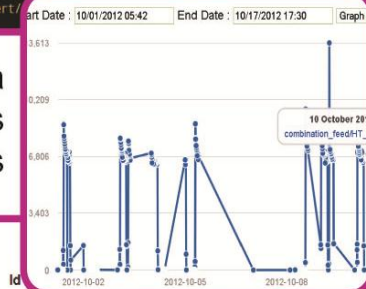 ert/
art Date : 10/01/2012 05:42 End Date : 10/17/2012 17:30 Graph
a
s
s
3.613
0.209
6.806
3.403
0
10 October 201
combination_feed/HT_
Id
2012-10-02 2012-10-05 2012-10-08